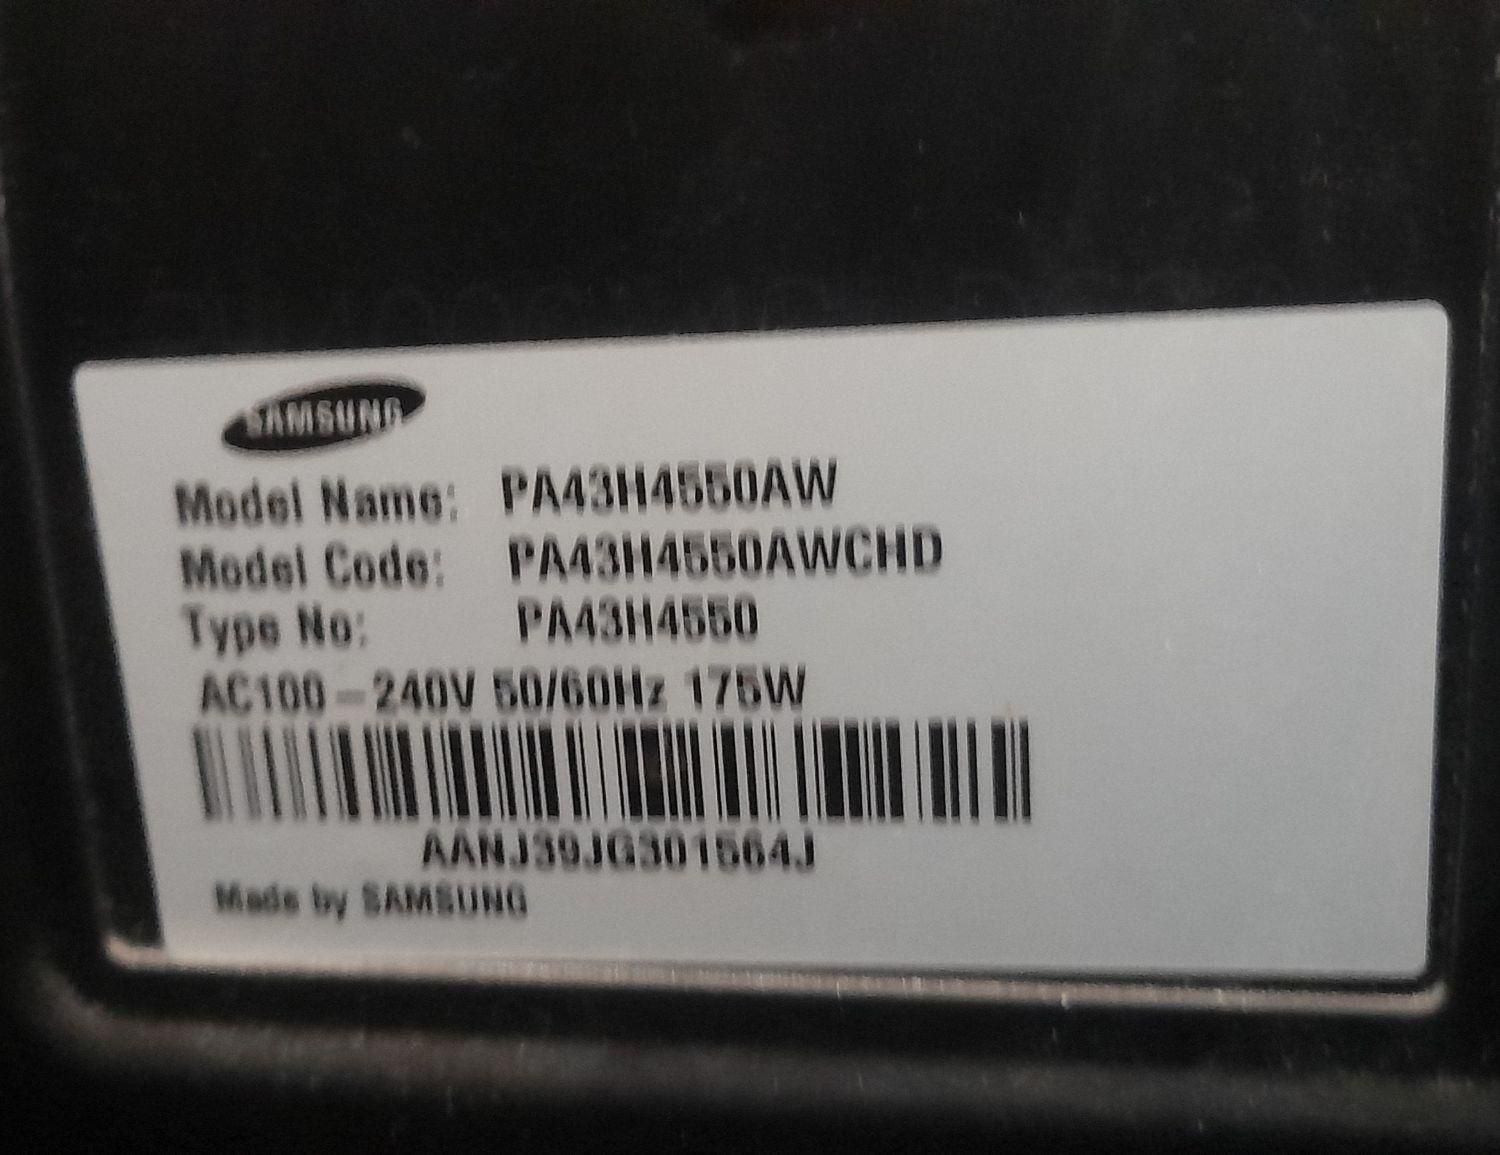 SAMSUNG
Model Name: PA43H4550AW
Model Code: PA43H4550AWCHD
Type No: PA43H4550
AC100-240V 50/60Hz 175W
AANJ39JG301564J
Made by SAMSUNG